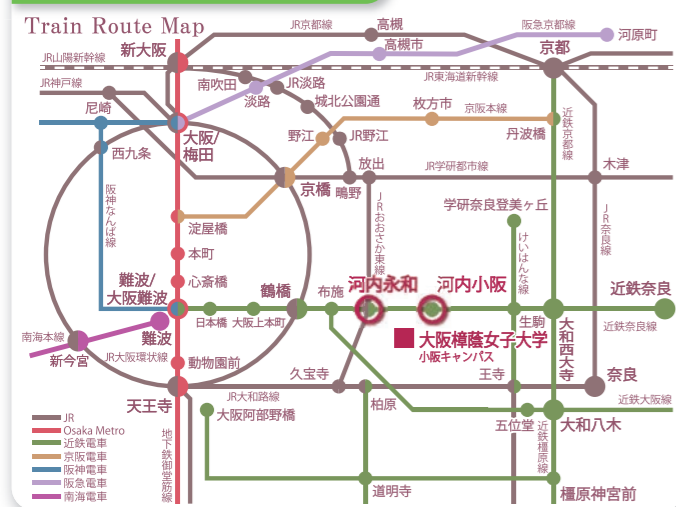 Train Route Map
JR京都線
高槻
阪急京都線
河原町
新大阪
高槻市
京都
JR山陽新幹線
JR東海道新幹線
JR神戸線
南吹田
JR淡路
淡路
尼崎
城北公園通
枚方市
京阪本線
近鉄京都線
大阪/
梅田
野江
JR野江
丹波橋
西九条
放出
JR学研都市線
木津
京橋
鴫野
阪神なんば線
JRおおさか東線
学研奈良登美ヶ丘
JR奈良線
淀屋橋
けいはんな線
本町
心斎橋
難波/
大阪難波
鶴橋
布施
河内永和
河内小阪
近鉄奈良
日本橋
大阪上本町
生駒
大和西大寺
近鉄奈良線
南海本線
難波
大阪樟蔭女子大学
小阪キャンパス
新今宮
JR大阪環状線
動物園前
久宝寺
王寺
奈良
天王寺
JR大和路線
柏原
近鉄大阪線
大阪阿部野橋
五位堂
大和八木
地下鉄御堂筋線
近鉄橿原線
道明寺
橿原神宮前
JR
Osaka Metro
近鉄電車
京阪電車
阪神電車
阪急電車
南海電車